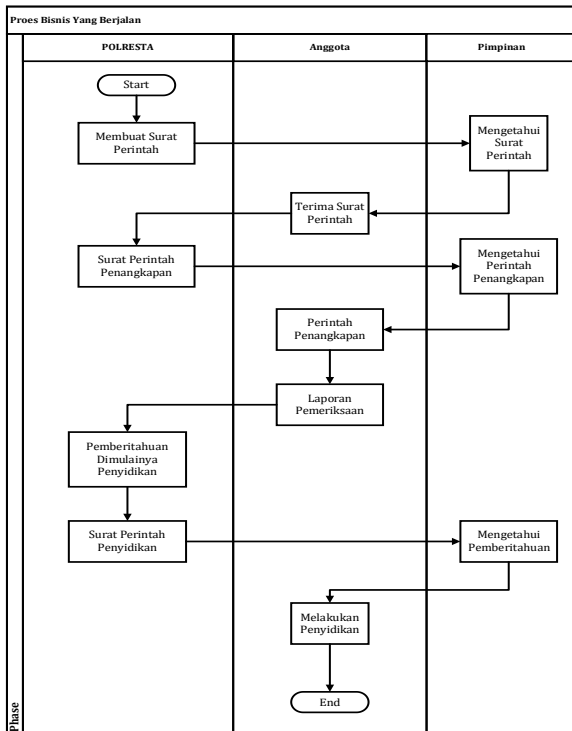 Proes Bisnis Yang Berjalan
POLRESTA
Anggota
Pimpinan
Start
Membuat Surat
Perintah
Mengetahui
Surat
Perintah
Terima Surat
Perintah
Surat Perintah
Penangkapan
Mengetahui
Perintah
Penangkapan
Perintah
Penangkapan
Laporan
Pemeriksaan
Pemberitahuan
Dimulainya
Penyidikan
Surat Perintah
Penyidikan
Mengetahui
Pemberitahuan
Melakukan
Penyidikan
End
Phase